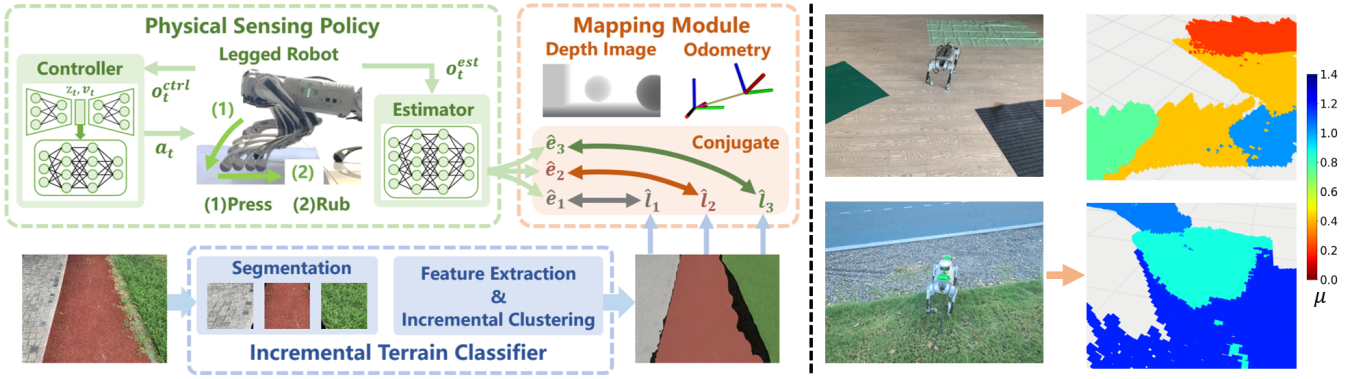 Physical Sensing Policy
Controller
z_t, v_t
o_t^{ctrl}
a_t
Legged Robot
(1)
(2)
(1)Press (2)Rub
o_t^{est}
Estimator
Mapping Module
Depth Image Odometry
Conjugate
ê_3
ê_2
ê_1 l̂_1 l̂_2 l̂_3
Segmentation
Feature Extraction
&
Incremental Clustering
Incremental Terrain Classifier
1.4
1.2
1.0
0.8
0.6
0.4
0.2
0.0
μ